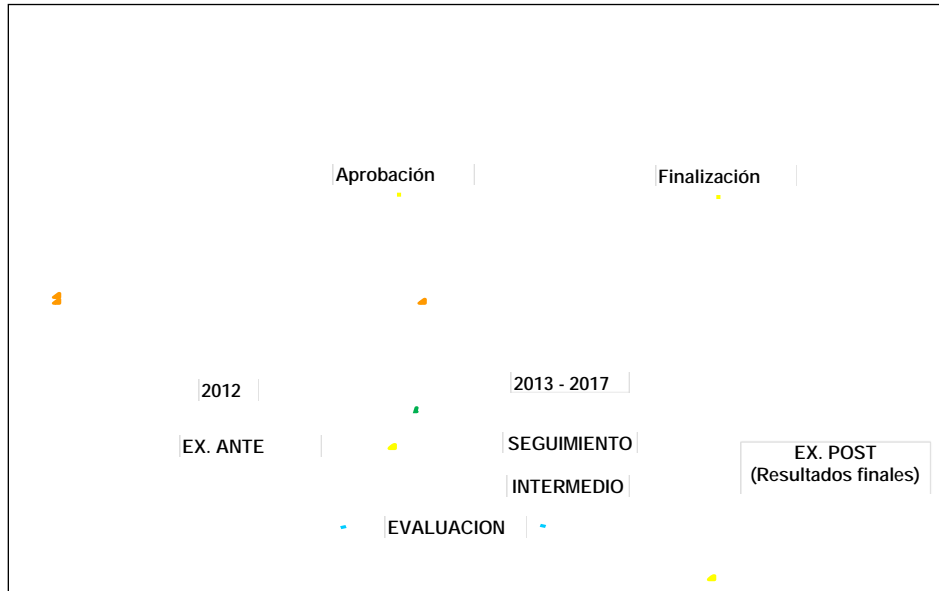 Aprobación
Finalización
2012
2013 - 2017
EX. ANTE
SEGUIMIENTO
EX. POST
(Resultados finales)
INTERMEDIO
EVALUACION